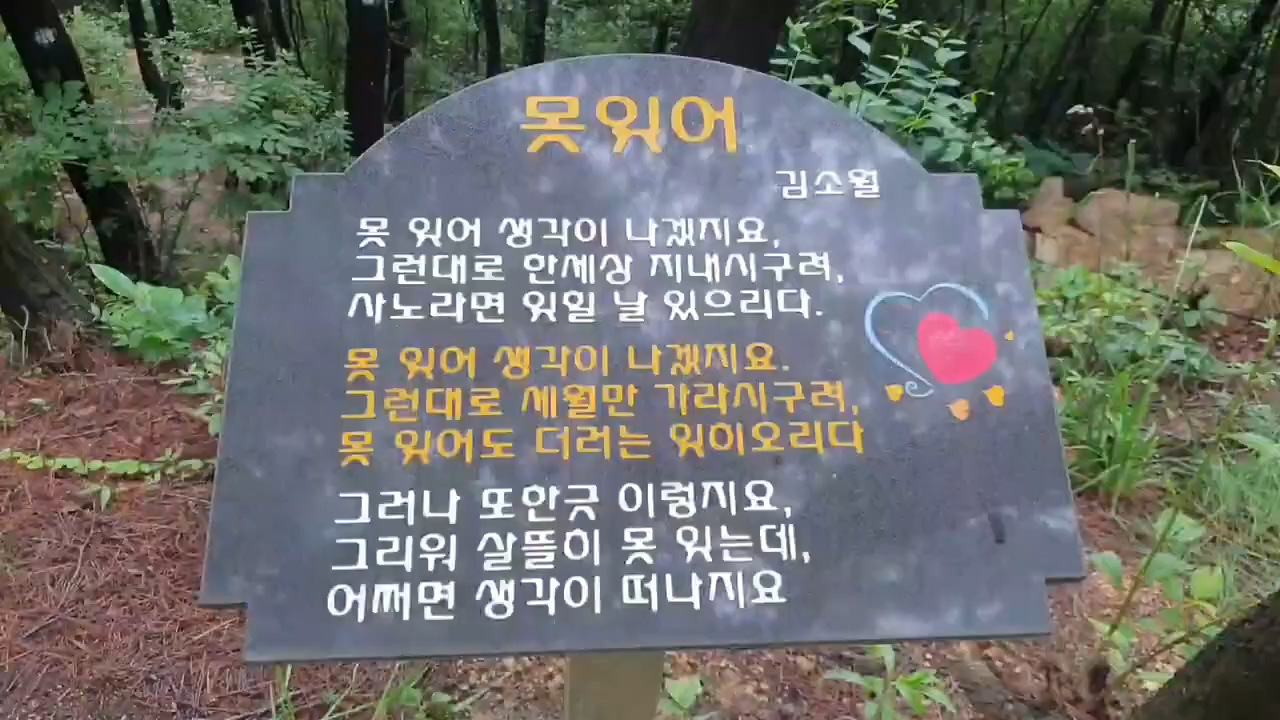 못잊어
김소월
못 잊어 생각이 나겠지요,
그런대로 한세상 지내시구려,
사노라면 잊힐 날 있으리다.
못 잊어 생각이 나겠지요.
그런대로 세월만 가라시구려,
못 잊어도 더러는 잊히오리다
그러나 또한긋 이렇지요,
그리워 살뜰히 못 잊는데,
어쩌면 생각이 떠나지요